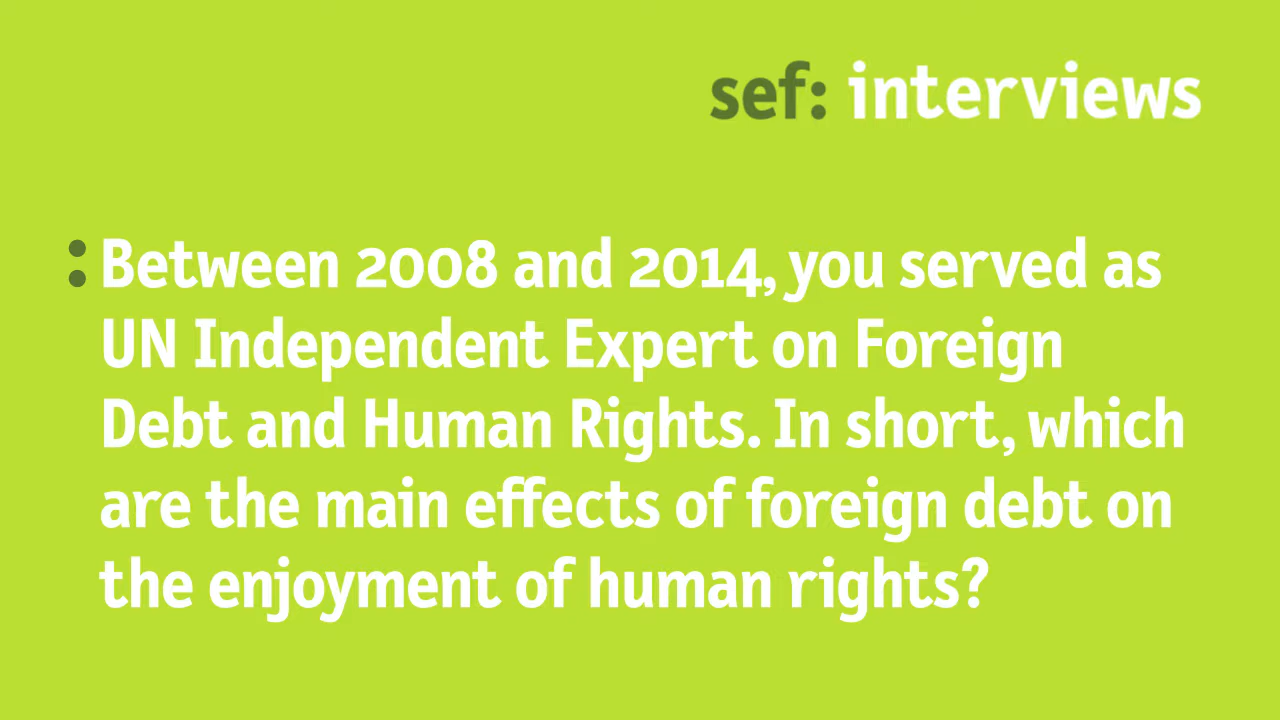 sef: interviews
: Between 2008 and 2014, you served as
UN Independent Expert on Foreign
Debt and Human Rights. In short, which
are the main effects of foreign debt on
the enjoyment of human rights?